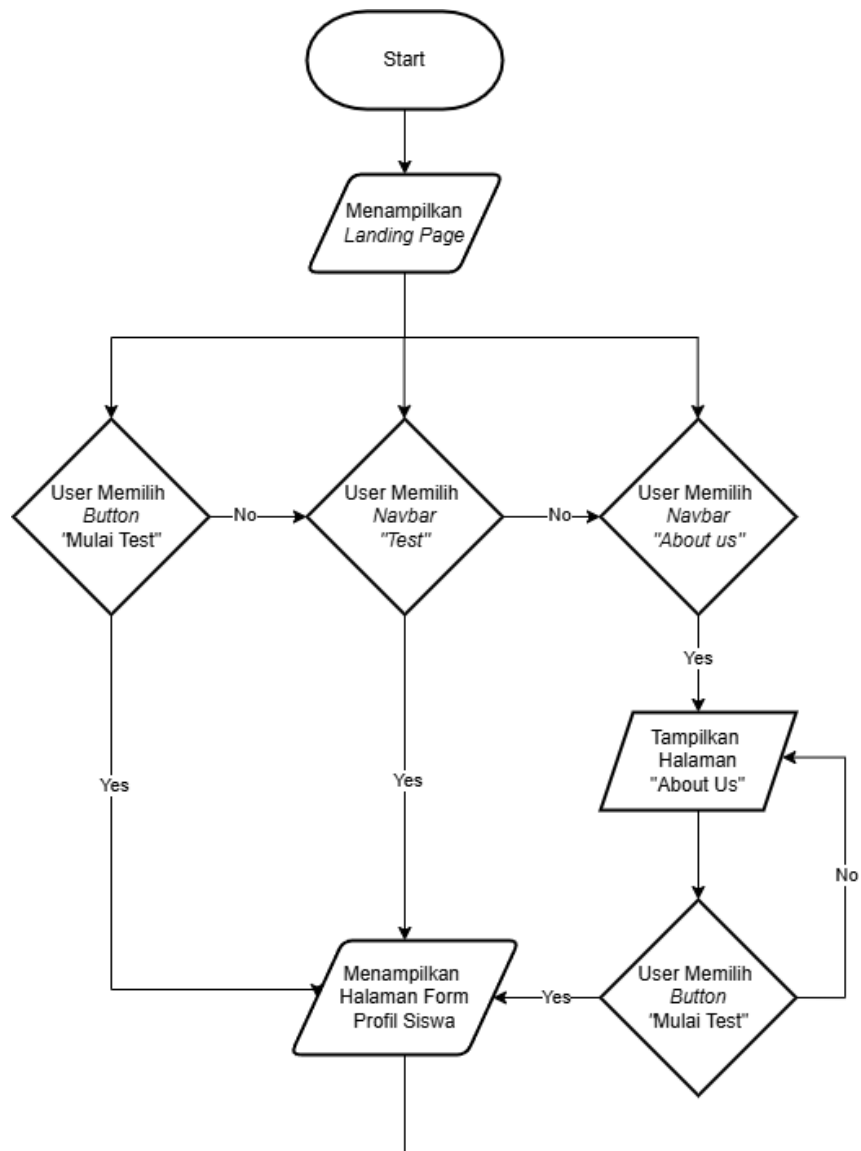 Start
Menampilkan
Landing Page
User Memilih
Button
"Mulai Test"
No
User Memilih
Navbar
"Test"
No
User Memilih
Navbar
"About us"
Yes
Tampilkan
Halaman
"About Us"
Yes
Yes
No
Menampilkan
Halaman Form
Profil Siswa
Yes
User Memilih
Button
"Mulai Test"